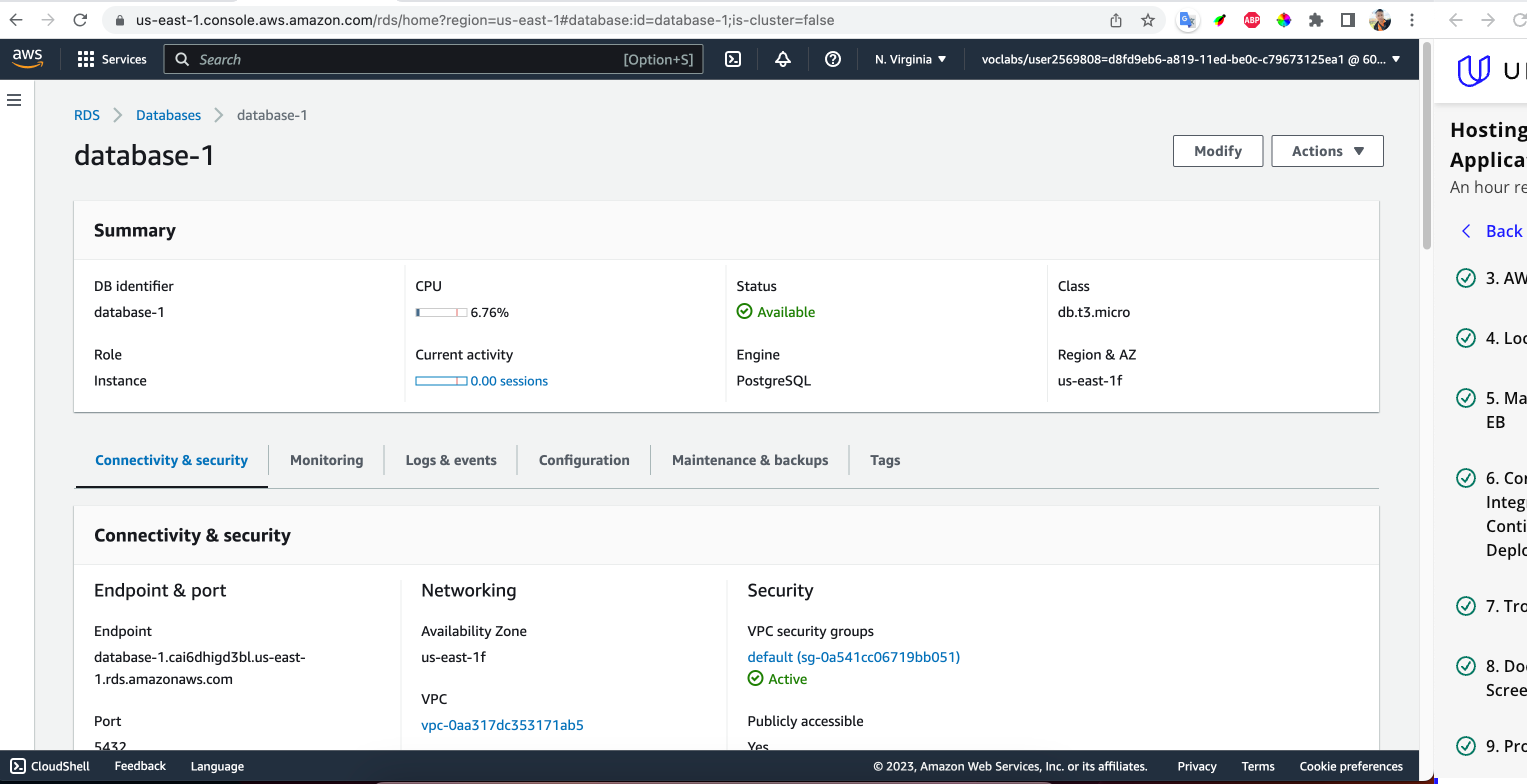 us-east-1.console.aws.amazon.com/rds/home?region=us-east-1#database:id=database-1;is-cluster=false
ABP
aws
Services
Search
[Option+S]
N. Virginia
voclabs/user2569808=d8fd9eb6-a819-11ed-be0c-c79673125ea1 @ 60...
RDS
Databases
database-1
database-1
Modify
Actions
Summary
DB identifier
database-1
CPU
6.76%
Status
Available
Class
db.t3.micro
Role
Instance
Current activity
0.00 sessions
Engine
PostgreSQL
Region & AZ
us-east-1f
Connectivity & security
Monitoring
Logs & events
Configuration
Maintenance & backups
Tags
Connectivity & security
Endpoint & port
Endpoint
database-1.cai6dhigd3bl.us-east-
1.rds.amazonaws.com
Port
5432
Networking
Availability Zone
us-east-1f
VPC
vpc-0aa317dc353171ab5
Security
VPC security groups
default (sg-0a541cc06719bb051)
Active
Publicly accessible
Yes
CloudShell
Feedback
Language
© 2023, Amazon Web Services, Inc. or its affiliates.
Privacy
Terms
Cookie preferences
Hosting
Applica
An hour re
Back
3. AW
4. Loc
5. Ma
EB
6. Cor
Integ
Conti
Deplo
7. Tro
8. Do
Scree
9. Pro